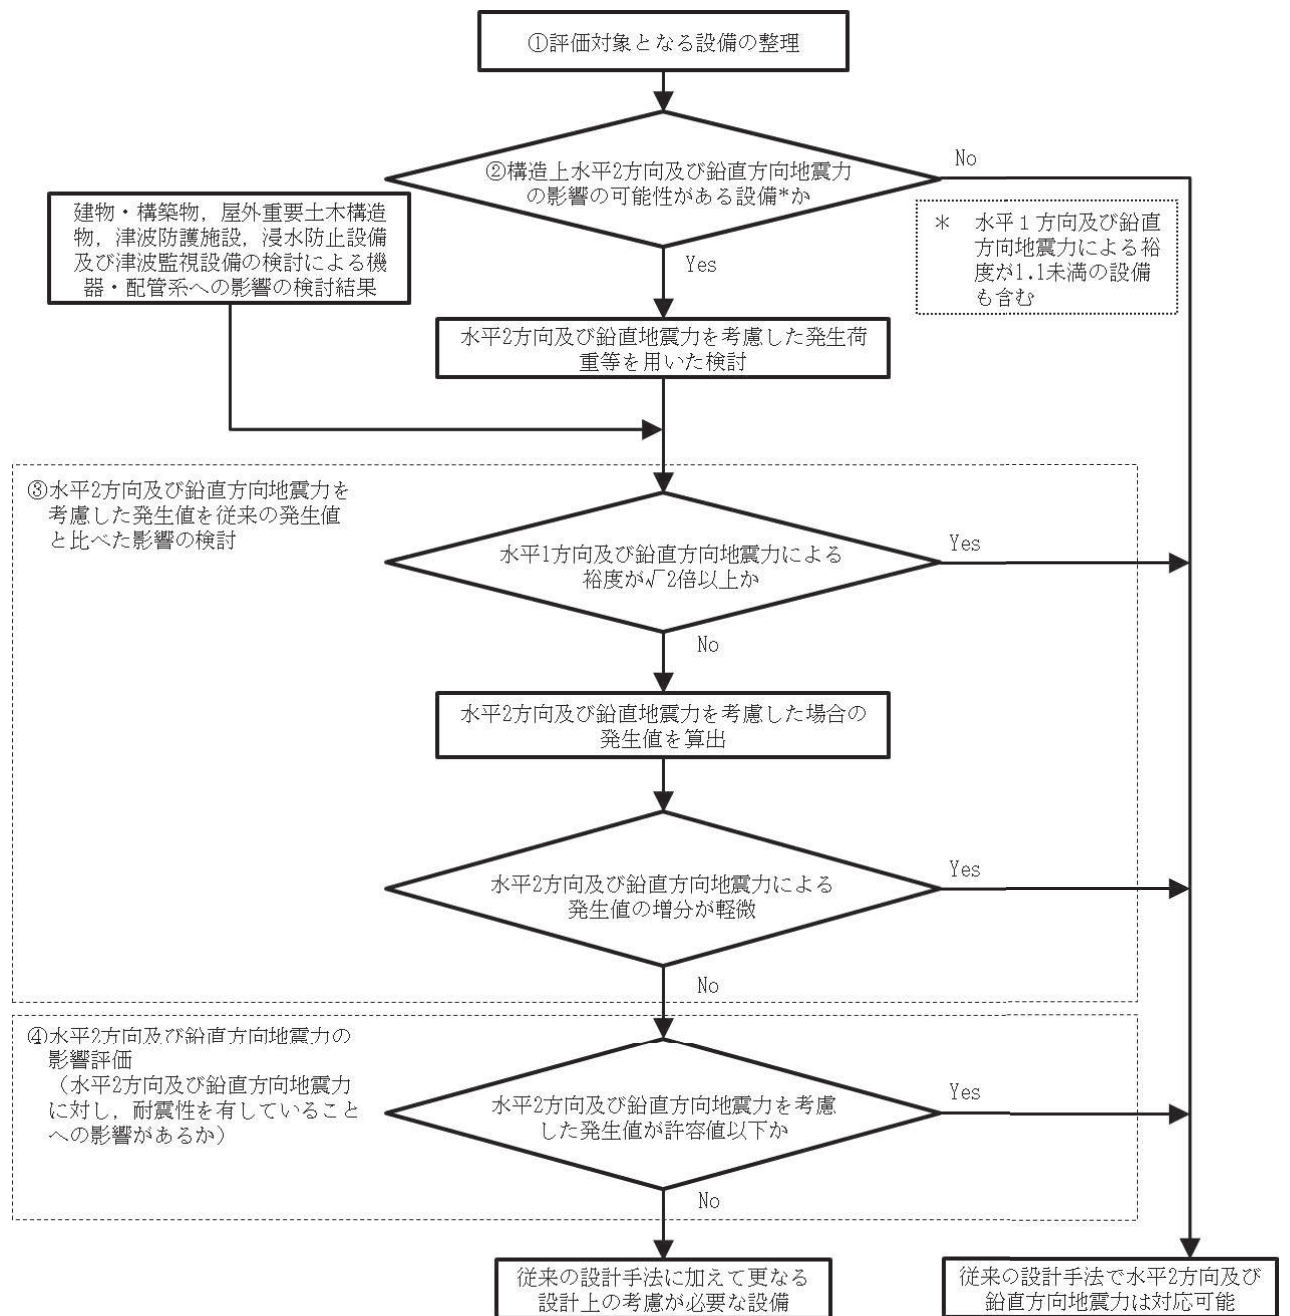 ①評価対象となる設備の整理
②構造上水平2方向及び鉛直方向地震力
の影響の可能性がある設備*か
No
Yes
建物・構築物，屋外重要土木構造
物，津波防護施設，浸水防止設備
及び津波監視設備の検討による機
器・配管系への影響の検討結果
＊　水平１方向及び鉛直
方向地震力による裕
度が1.1未満の設備
も含む
水平2方向及び鉛直地震力を考慮した発生荷
重等を用いた検討
③水平2方向及び鉛直方向地震力を
考慮した発生値を従来の発生値
と比べた影響の検討
水平1方向及び鉛直方向地震力による
裕度が√2倍以上か
Yes
No
水平2方向及び鉛直地震力を考慮した場合の
発生値を算出
水平2方向及び鉛直方向地震力による
発生値の増分が軽微
Yes
No
④水平2方向及び鉛直方向地震力の
影響評価
（水平2方向及び鉛直方向地震力
に対し，耐震性を有していること
への影響があるか）
水平2方向及び鉛直方向地震力を考慮
した発生値が許容値以下か
Yes
No
従来の設計手法に加えて更なる
設計上の考慮が必要な設備
従来の設計手法で水平2方向及び
鉛直方向地震力は対応可能